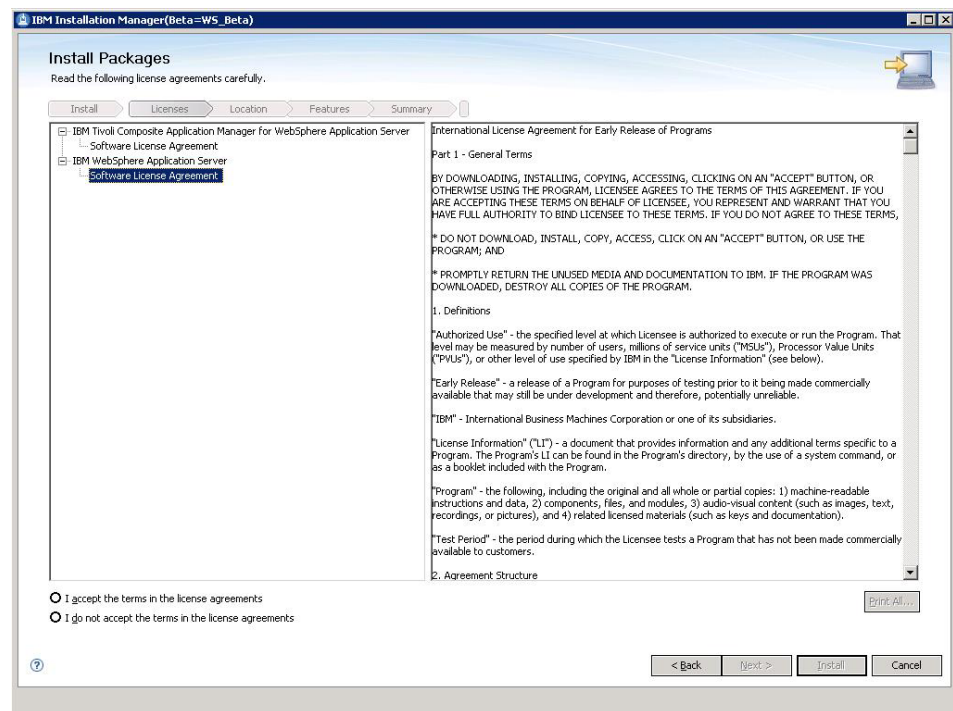 IBM Installation Manager(Beta=WS_Beta)
Install Packages
Read the following license agreements carefully.
Install Licenses Location Features Summary
IBM Tivoli Composite Application Manager for WebSphere Application Server
Software License Agreement
IBM WebSphere Application Server
Software License Agreement
International License Agreement for Early Release of Programs
Part 1 - General Terms
BY DOWNLOADING, INSTALLING, COPYING, ACCESSING, CLICKING ON AN "ACCEPT" BUTTON, OR
OTHERWISE USING THE PROGRAM, LICENSEE AGREES TO THE TERMS OF THIS AGREEMENT. IF YOU
ARE ACCEPTING THESE TERMS ON BEHALF OF LICENSEE, YOU REPRESENT AND WARRANT THAT YOU
HAVE FULL AUTHORITY TO BIND LICENSEE TO THESE TERMS. IF YOU DO NOT AGREE TO THESE TERMS,
* DO NOT DOWNLOAD, INSTALL, COPY, ACCESS, CLICK ON AN "ACCEPT" BUTTON, OR USE THE
PROGRAM; AND
* PROMPTLY RETURN THE UNUSED MEDIA AND DOCUMENTATION TO IBM. IF THE PROGRAM WAS
DOWNLOADED, DESTROY ALL COPIES OF THE PROGRAM.
1. Definitions
"Authorized Use" - the specified level at which Licensee is authorized to execute or run the Program. That
level may be measured by number of users, millions of service units ("MSUs"), Processor Value Units
("PVUs"), or other level of use specified by IBM in the "License Information" (see below).
"Early Release" - a release of a Program for purposes of testing prior to it being made commercially
available that may still be under development and therefore, potentially unreliable.
"IBM" - International Business Machines Corporation or one of its subsidiaries.
"License Information" ("LI") - a document that provides information and any additional terms specific to a
Program. The Program's LI can be found in the Program's directory, by the use of a system command, or
as a booklet included with the Program.
"Program" - the following, including the original and all whole or partial copies: 1) machine-readable
instructions and data, 2) components, files, and modules, 3) audio-visual content (such as images, text,
recordings, or pictures), and 4) related licensed materials (such as keys and documentation).
"Test Period" - the period during which the Licensee tests a Program that has not been made commercially
available to customers.
2. Agreement Structure
I accept the terms in the license agreements
I do not accept the terms in the license agreements
Print All...
? < Back Next > Install Cancel